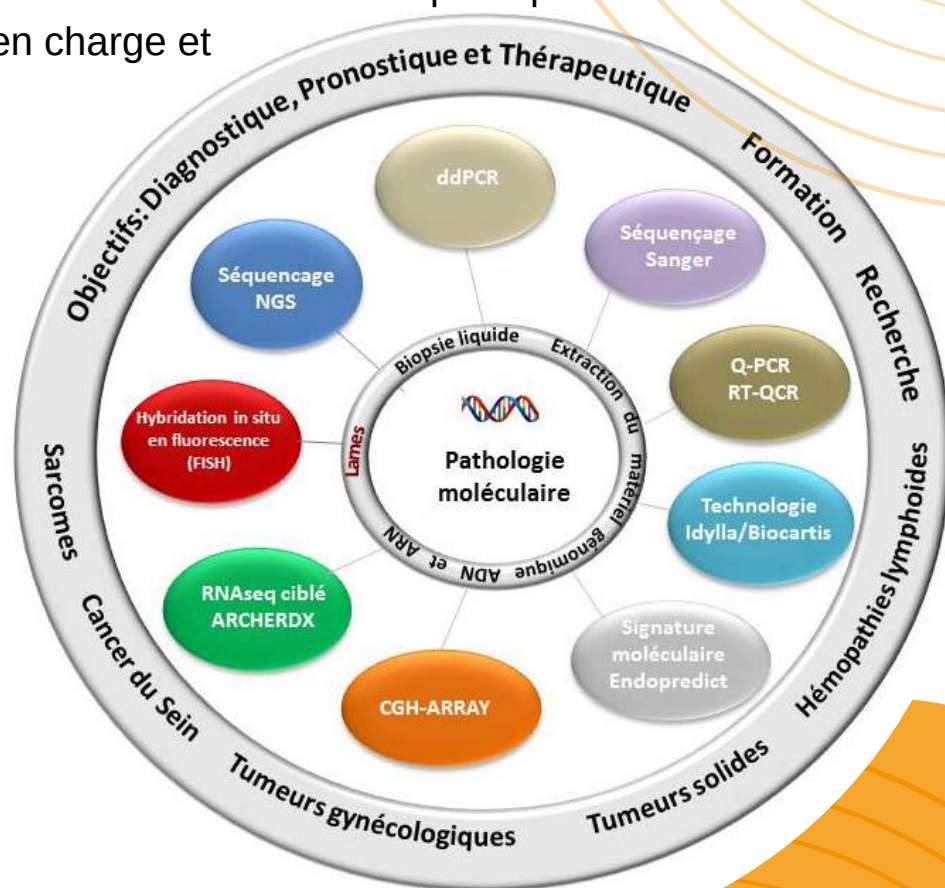 en charge et
Objectifs: Diagnostique, Pronostique et Thérapeutique
Formation
Recherche
Hémopathies lymphoides
Tumeurs solides
Tumeurs gynécologiques
Cancer du Sein
Sarcomes
ddPCR
Séquençage
Sanger
Q-PCR
RT-QCR
Technologie
Idylla/Biocartis
Signature
moléculaire
Endopredict
CGH-ARRAY
RNAseq ciblé
ARCHERDX
Hybridation in situ
en fluorescence
(FISH)
Séquencage
NGS
Biopsie liquide
Extraction du matériel génomique ADN et ARN
Lames
Pathologie
moléculaire